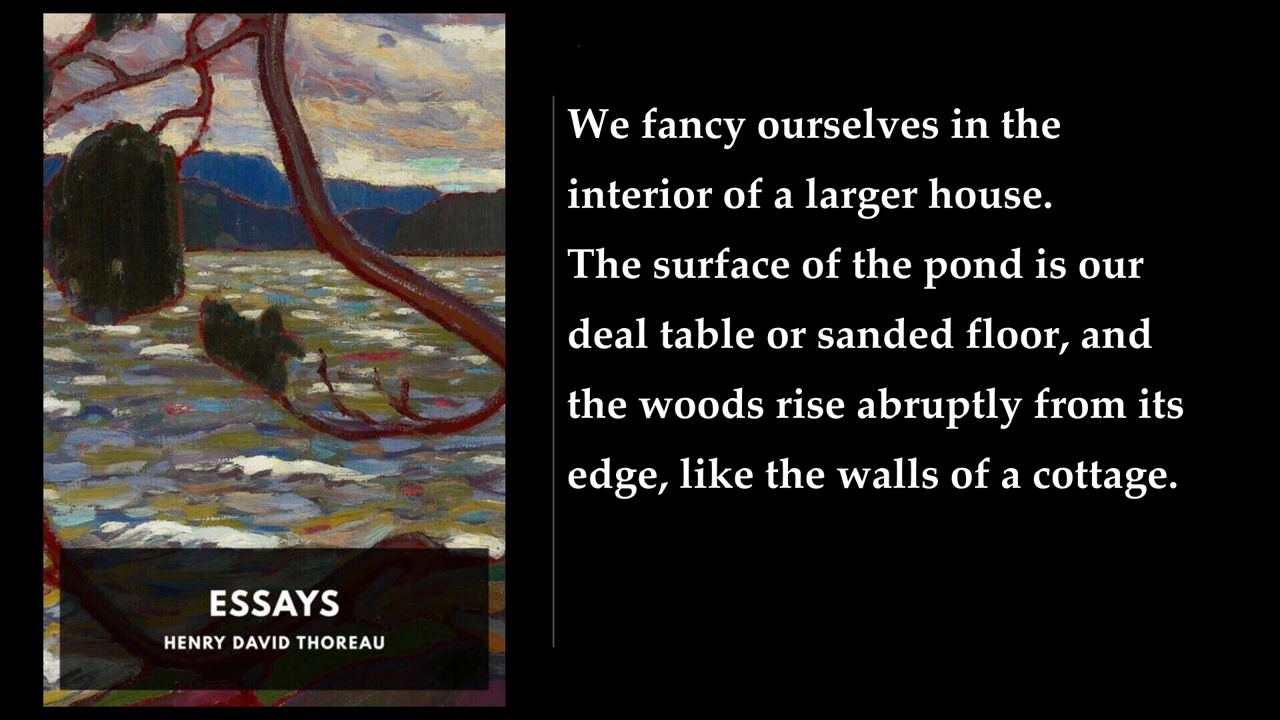 ESSAYS
HENRY DAVID THOREAU
We fancy ourselves in the
interior of a larger house.
The surface of the pond is our
deal table or sanded floor, and
the woods rise abruptly from its
edge, like the walls of a cottage.